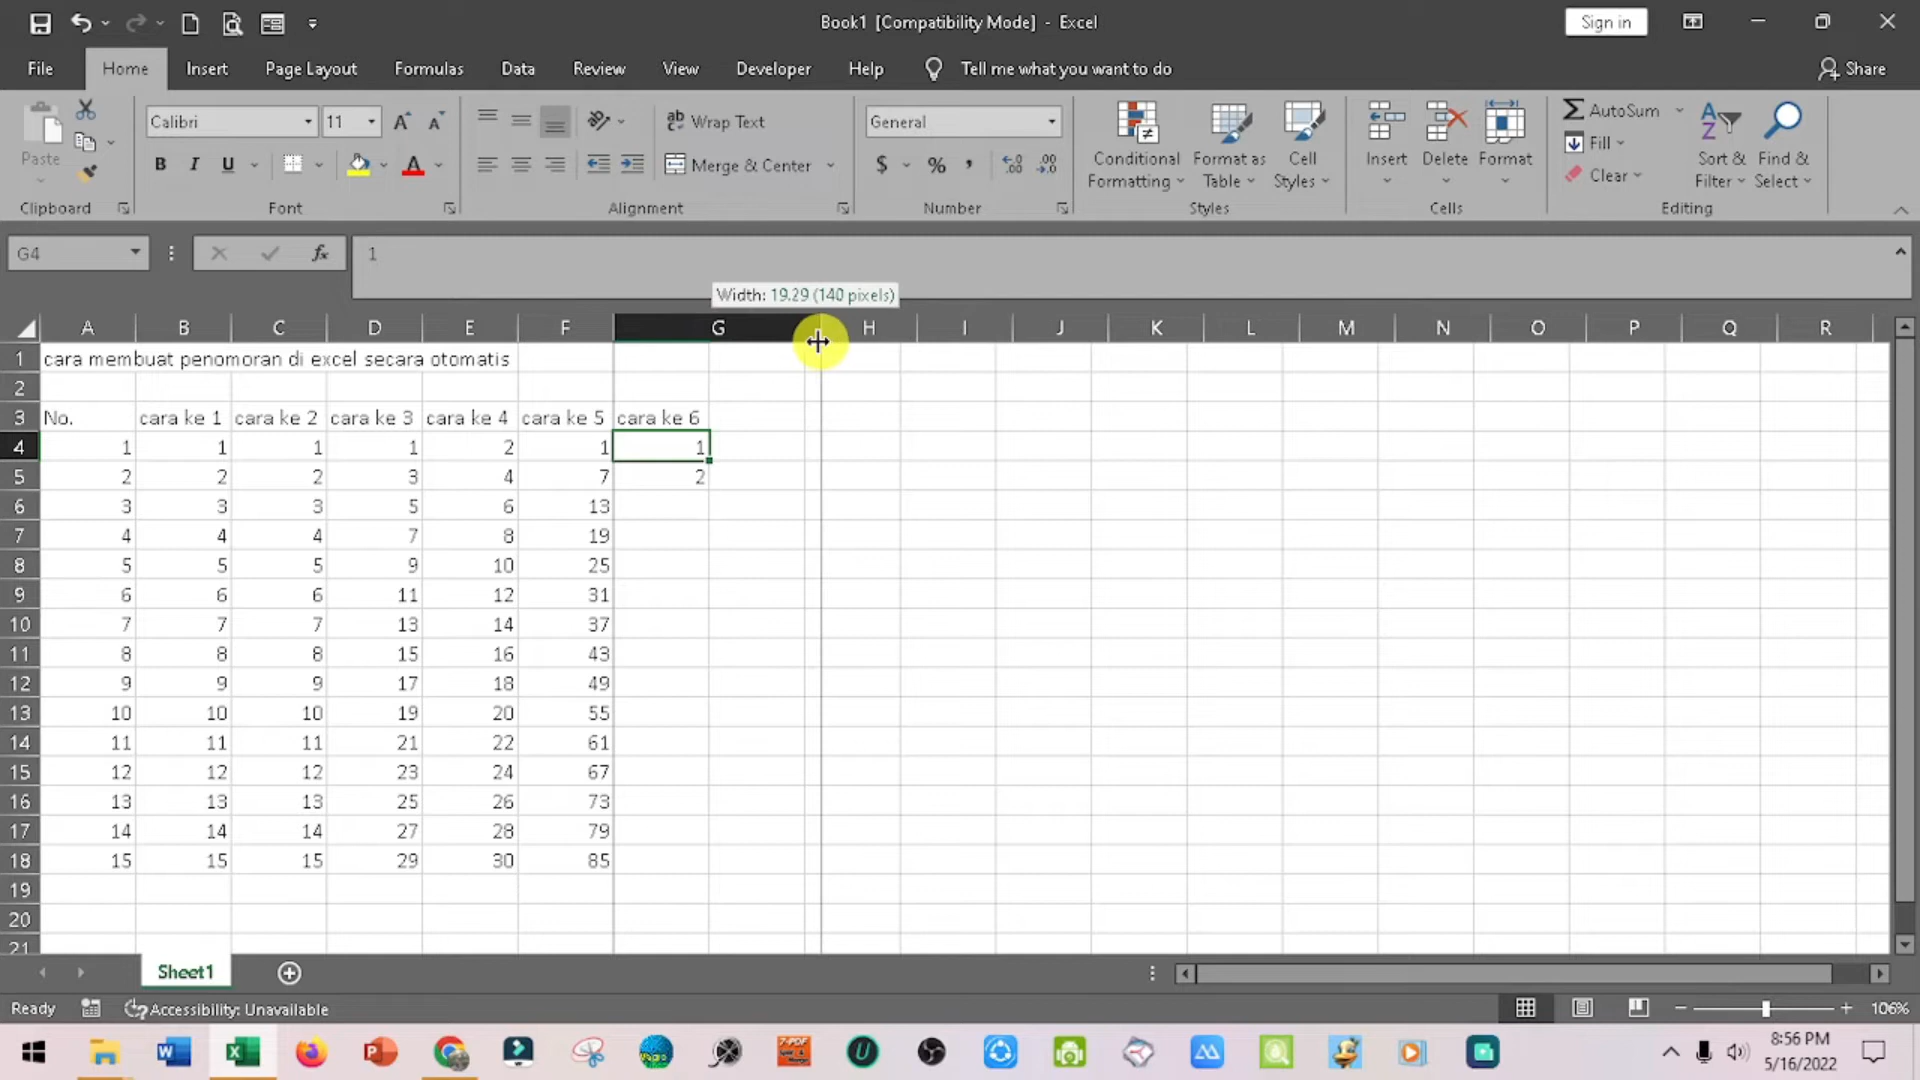 Book1 [Compatibility Mode] - Excel
Sign in
File Home Insert Page Layout Formulas Data Review View Developer Help Tell me what you want to do Share
Paste
Clipboard
Calibri 11
B I U
Font
Wrap Text
Merge & Center
Alignment
General
$ % ,
Number
Conditional Formatting
Format as Table
Cell Styles
Styles
Insert
Delete
Format
Cells
AutoSum
Fill
Clear
Sort & Filter
Find & Select
Editing
G4 fx 1
Width: 19.29 (140 pixels)
A B C D E F G H I J K L M N O P Q R
1 cara membuat penomoran di excel secara otomatis
2
3 No. cara ke 1 cara ke 2 cara ke 3 cara ke 4 cara ke 5 cara ke 6
4 1 1 1 1 2 1 1
5 2 2 2 3 4 7 2
6 3 3 3 5 6 13
7 4 4 4 7 8 19
8 5 5 5 9 10 25
9 6 6 6 11 12 31
10 7 7 7 13 14 37
11 8 8 8 15 16 43
12 9 9 9 17 18 49
13 10 10 10 19 20 55
14 11 11 11 21 22 61
15 12 12 12 23 24 67
16 13 13 13 25 26 73
17 14 14 14 27 28 79
18 15 15 15 29 30 85
19
20
21
Sheet1
Ready Accessibility: Unavailable 106%
8:56 PM
5/16/2022